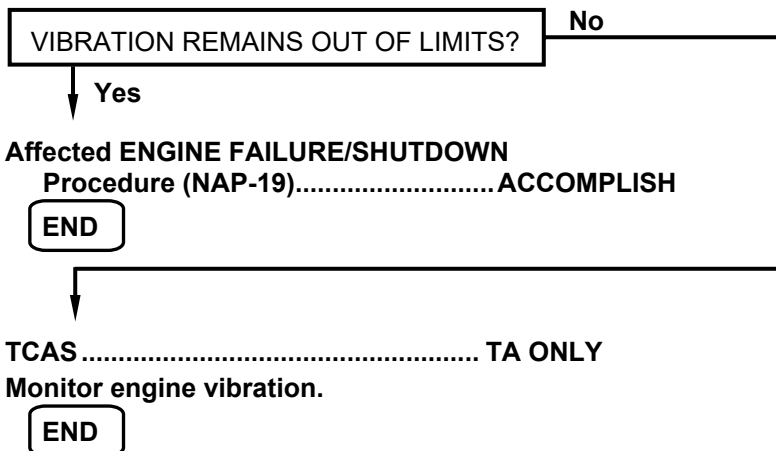 VIBRATION REMAINS OUT OF LIMITS?
No
Yes
Affected ENGINE FAILURE/SHUTDOWN
Procedure (NAP-19)...........................ACCOMPLISH
END
TCAS...................................................... TA ONLY
Monitor engine vibration.
END